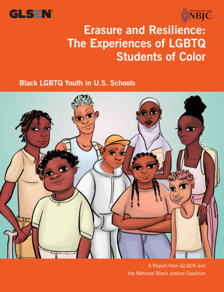 GLSEN
NBJC
Erasure and Resilience:
The Experiences of LGBTQ
Students of Color
Black LGBTQ Youth in U.S. Schools
A Report from GLSEN and
the National Black Justice Coalition